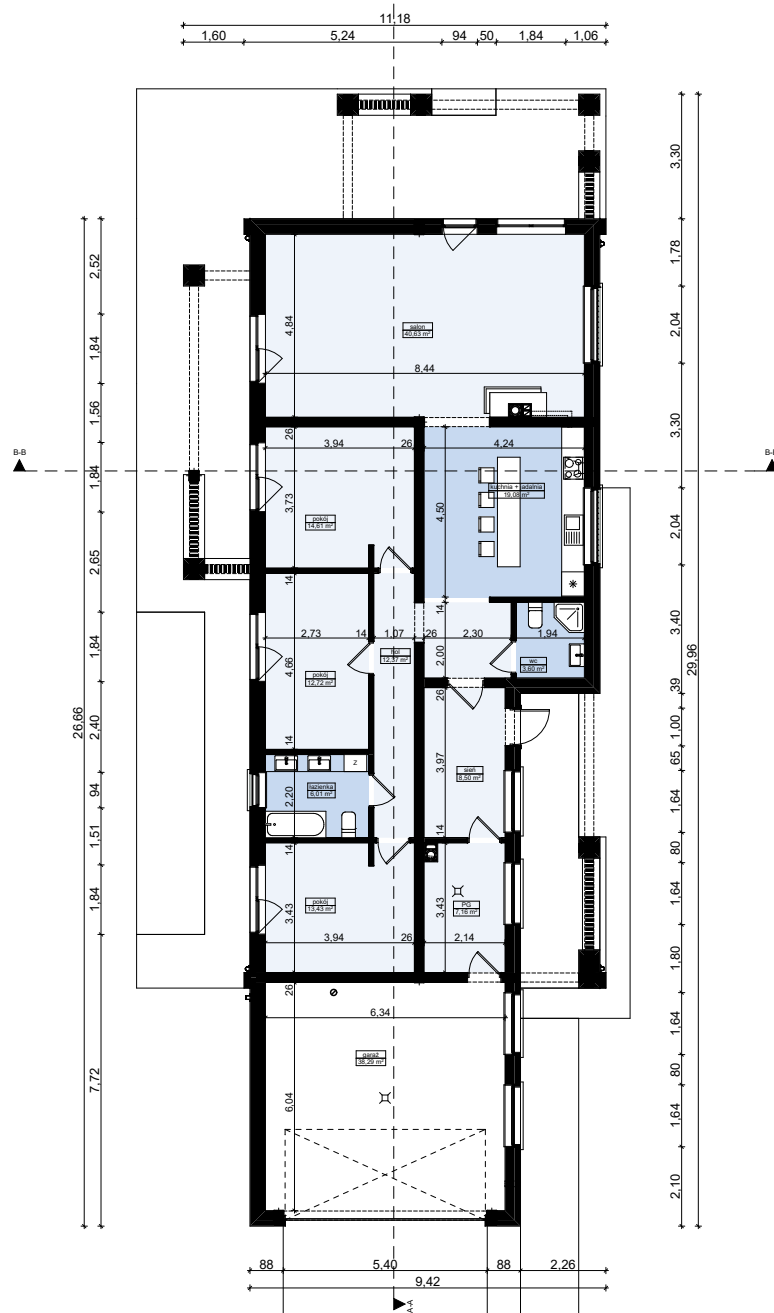 11,18
1,60 5,24 94 50 1,84 1,06
3,30
1,78
2,04
3,30
2,04
3,40
39
29,96
1,00
65
1,64
80
1,64
1,80
1,64
80
1,64
2,10
2,52
1,84
1,56
1,84
2,65
1,84
2,40
26,66
94
1,51
1,84
7,72
B-B
4,84
salon
40,63 m²
8,44
26 3,94 26
4,24
3,73
pokój
14,61 m²
4,50
19,08 m²
14
2,73 14 1,07 26 2,30 1,94
14
2,00
hol
12,37 m²
wc
3,60 m²
4,66
pokój
12,72 m²
14
26
3,97
sień
8,50 m²
14
Z
łazienka
6,01 m²
2,20
14
pokój
13,43 m²
3,43
3,94 26
3,43
PG
7,16 m²
2,14
26
6,34
garaż
38,29 m²
6,04
88 5,40 88 2,26
9,42
A-A